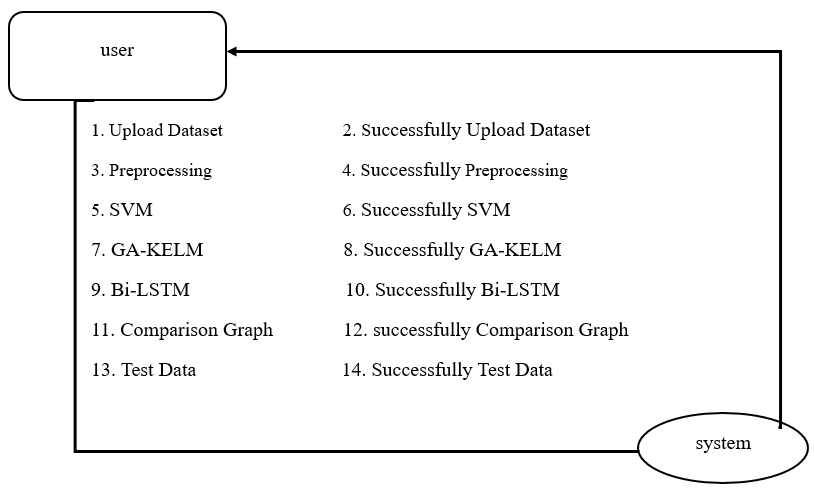 user
1. Upload Dataset 2. Successfully Upload Dataset
3. Preprocessing 4. Successfully Preprocessing
5. SVM 6. Successfully SVM
7. GA-KELM 8. Successfully GA-KELM
9. Bi-LSTM 10. Successfully Bi-LSTM
11. Comparison Graph 12. successfully Comparison Graph
13. Test Data 14. Successfully Test Data
system